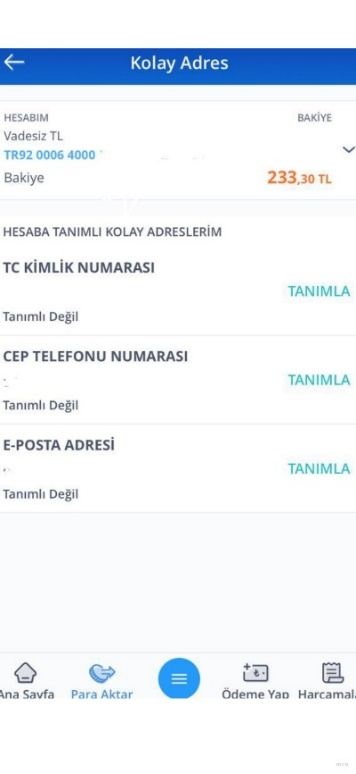 Kolay Adres
HESABIM
BAKİYE
Vadesiz TL
TR92 0006 4000
Bakiye
233,30 TL
HESABA TANIMLI KOLAY ADRESLERİM
TC KİMLİK NUMARASI
TANIMLA
Tanımlı Değil
CEP TELEFONU NUMARASI
TANIMLA
Tanımlı Değil
E-POSTA ADRESİ
TANIMLA
Tanımlı Değil
Ana Sayfa Para Aktar Ödeme Yap Harcamala